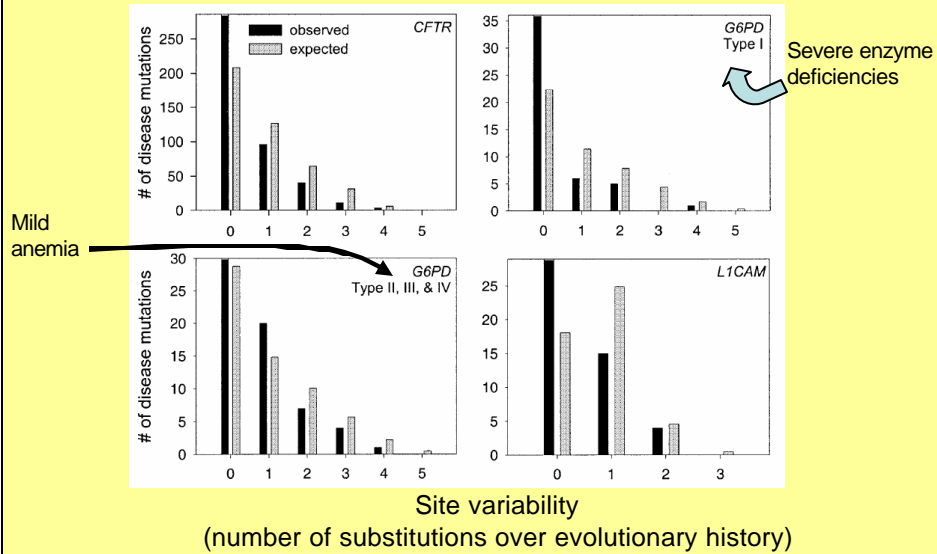 observed
expected
CFTR
# of disease mutations
250
200
150
100
50
0
0 1 2 3 4 5
G6PD
Type I
35
30
25
20
15
10
5
0
0 1 2 3 4 5
Severe enzyme
deficiencies
Mild
anemia
G6PD
Type II, III, & IV
# of disease mutations
30
25
20
15
10
5
0
0 1 2 3 4 5
L1CAM
25
20
15
10
5
0
0 1 2 3
Site variability
(number of substitutions over evolutionary history)